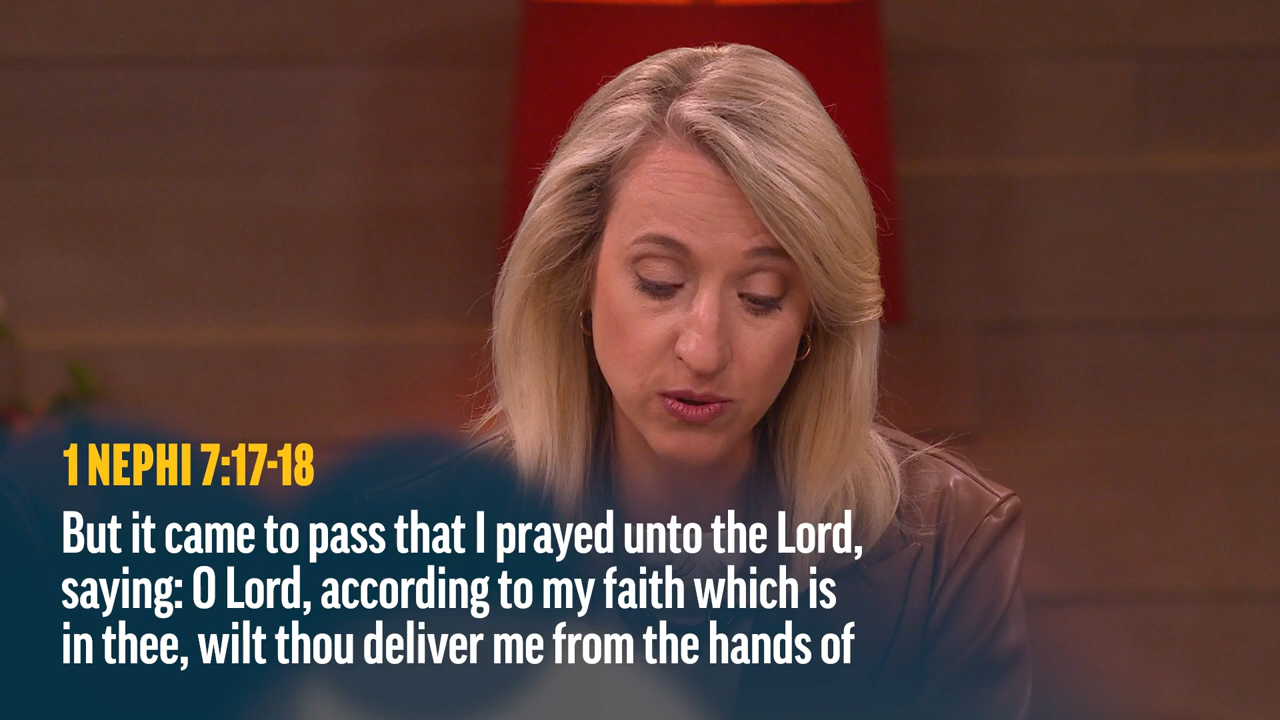 1 NEPHI 7:17-18
But it came to pass that I prayed unto the Lord,
saying: O Lord, according to my faith which is
in thee, wilt thou deliver me from the hands of